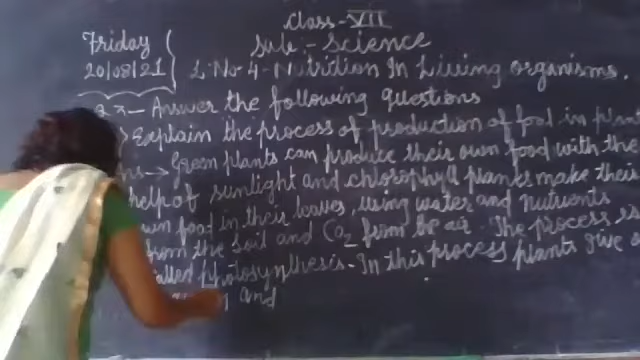 Class-VII
Friday
Sub:- Science
20/08/21
L.No-4-Nutrition In Living organisms.
Answer the following questions
Explain the process of production of food in
Green plants can produce their own food with the
help of sunlight and chlorophyll plants make their
food in their leaves, using water and nutrients
from the soil and CO2 from the air. The process is
photosynthesis. In this process plants give
and